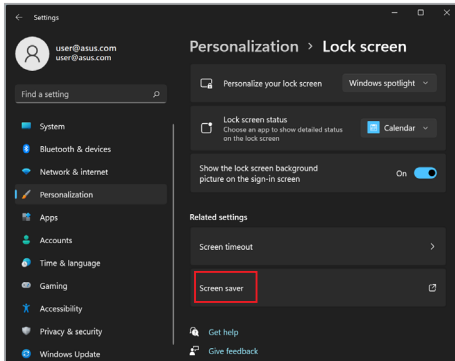 Settings
user@asus.com
user@asus.com
Find a setting
System
Bluetooth & devices
Network & internet
Personalization
Apps
Accounts
Time & language
Gaming
Accessibility
Privacy & security
Windows Update
Personalization > Lock screen
Personalize your lock screen
Windows spotlight
Lock screen status
Choose an app to show detailed status
on the lock screen
Calendar
Show the lock screen background
picture on the sign-in screen
On
Related settings
Screen timeout
Screen saver
Get help
Give feedback